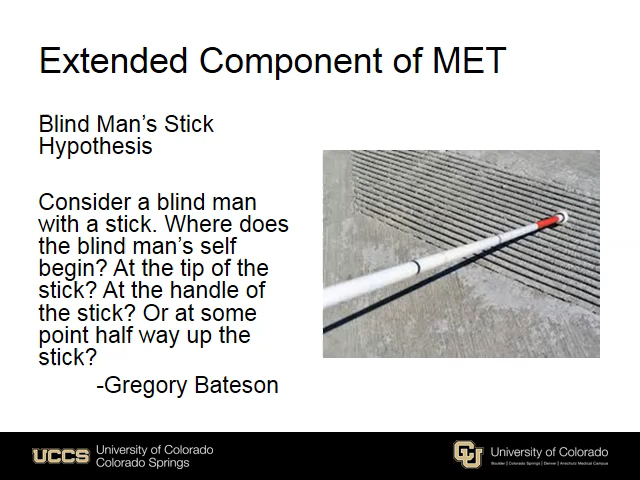 Extended Component of MET
Blind Man’s Stick
Hypothesis
Consider a blind man
with a stick. Where does
the blind man’s self
begin? At the tip of the
stick? At the handle of
the stick? Or at some
point half way up the
stick?
-Gregory Bateson
UCCS
University of Colorado
Colorado Springs
CU
University of Colorado
Boulder | Colorado Springs | Denver | Anschutz Medical Campus